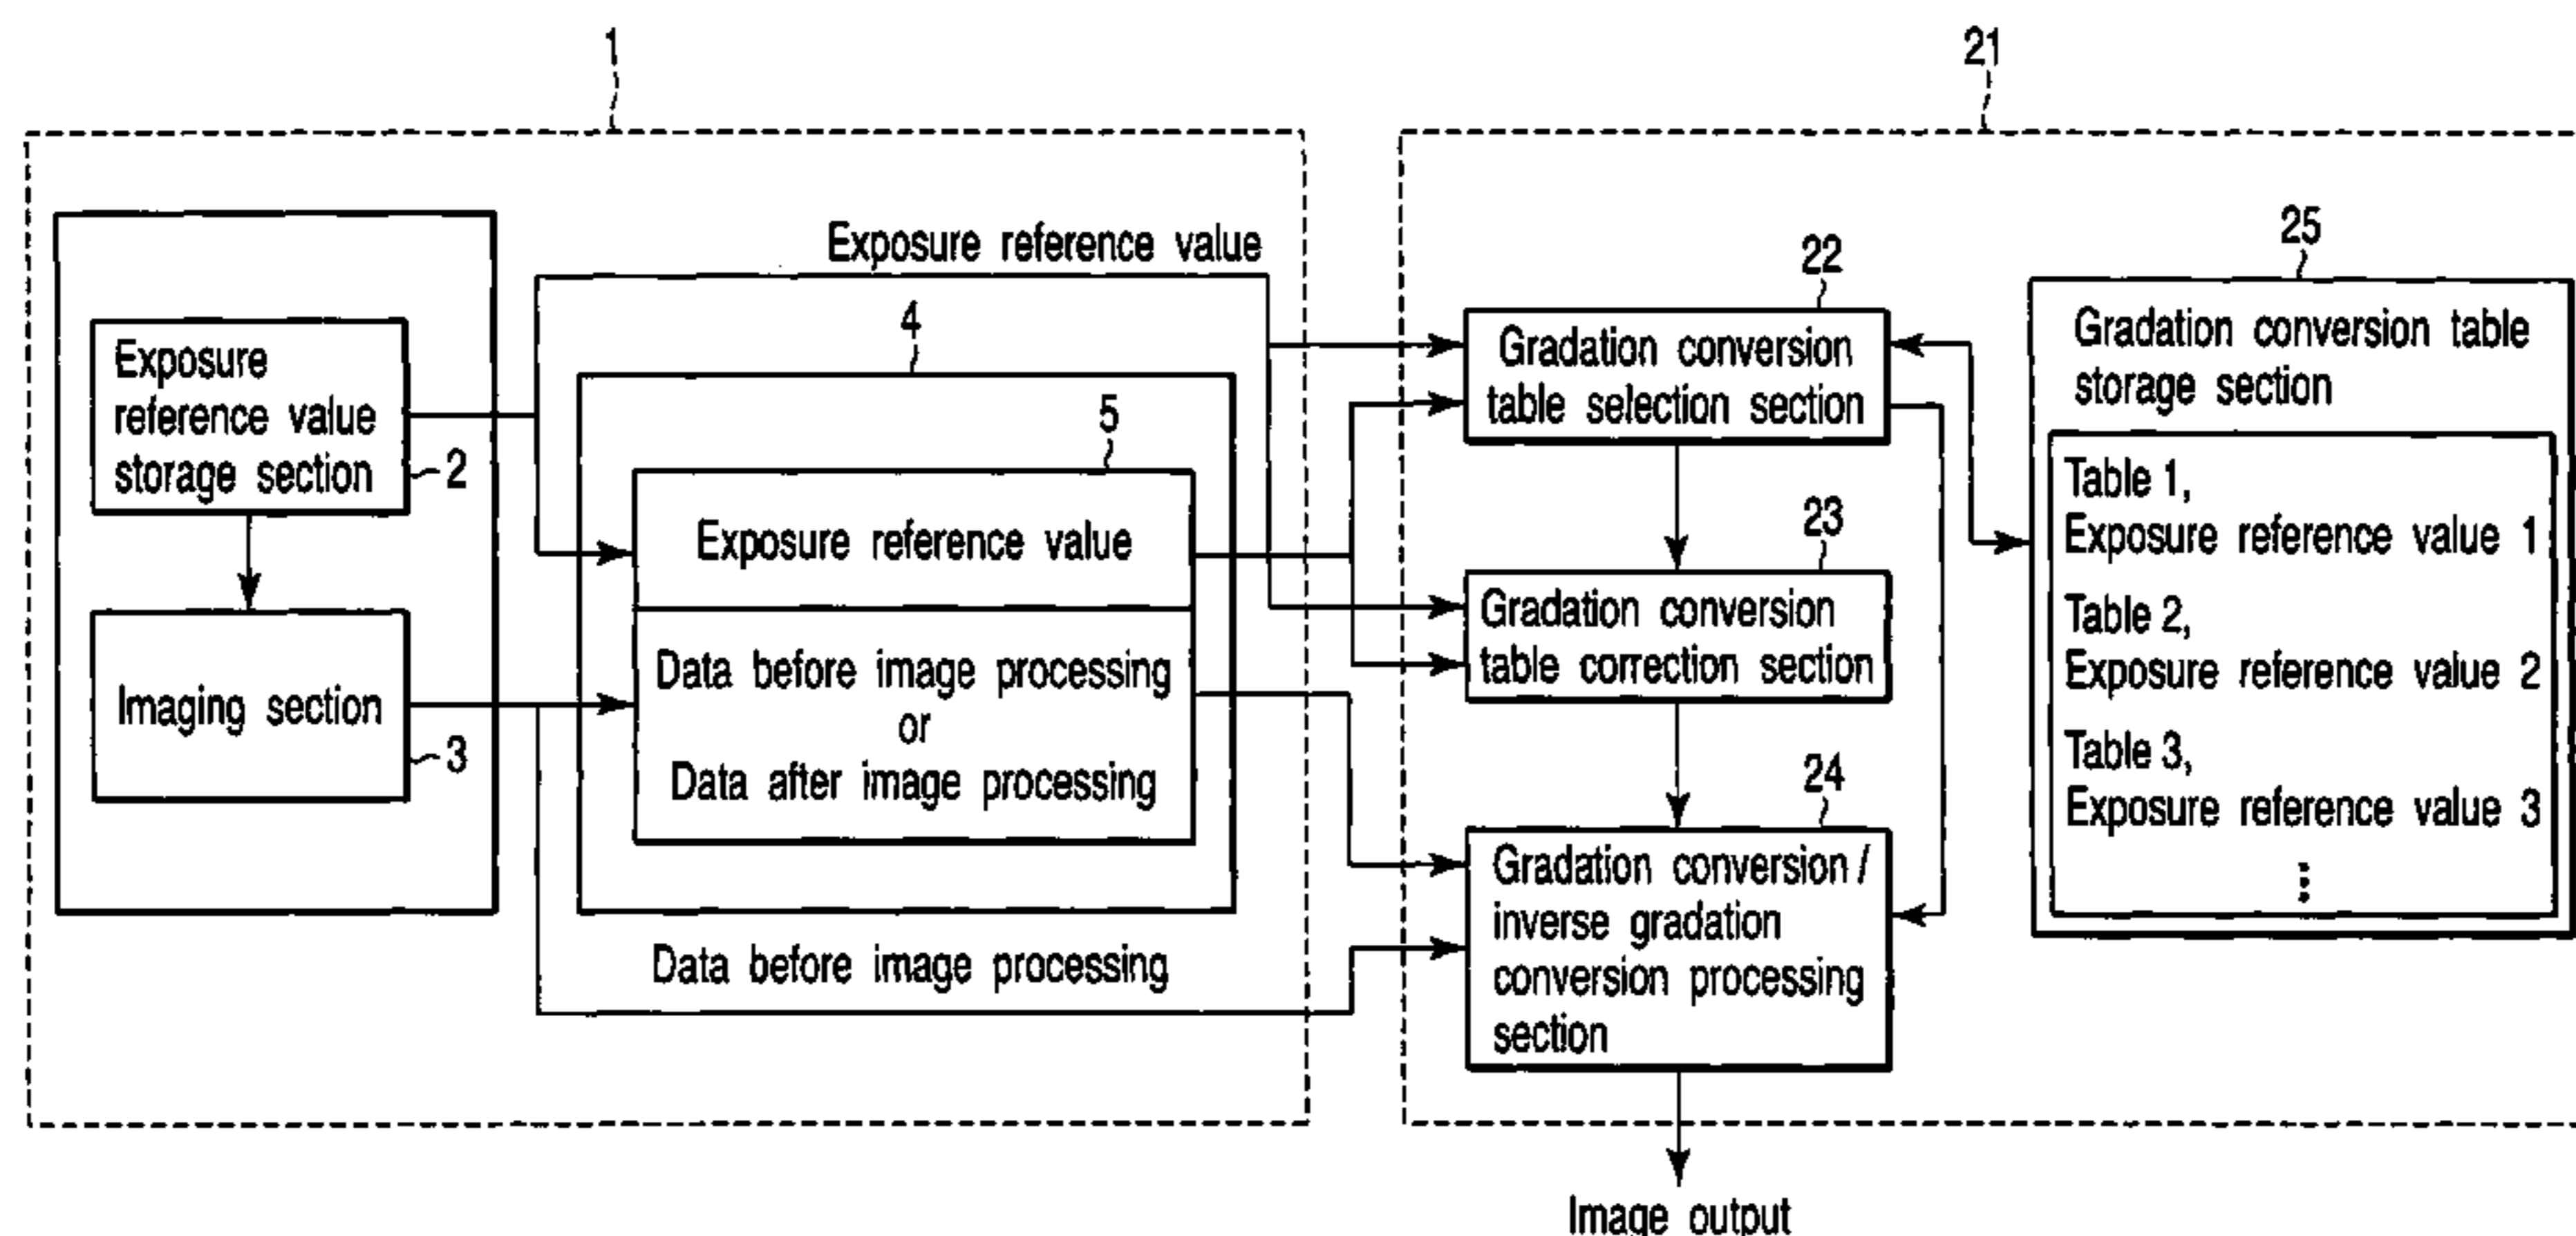 1
21
Exposure reference value
4
5
Exposure
reference value
storage section
2
Imaging section
3
Exposure reference value
Data before image processing
or
Data after image processing
Data before image processing
22
Gradation conversion
table selection section
23
Gradation conversion
table correction section
24
Gradation conversion /
inverse gradation
conversion processing
section
25
Gradation conversion table
storage section
Table 1,
Exposure reference value 1
Table 2,
Exposure reference value 2
Table 3,
Exposure reference value 3
⋮
Image output